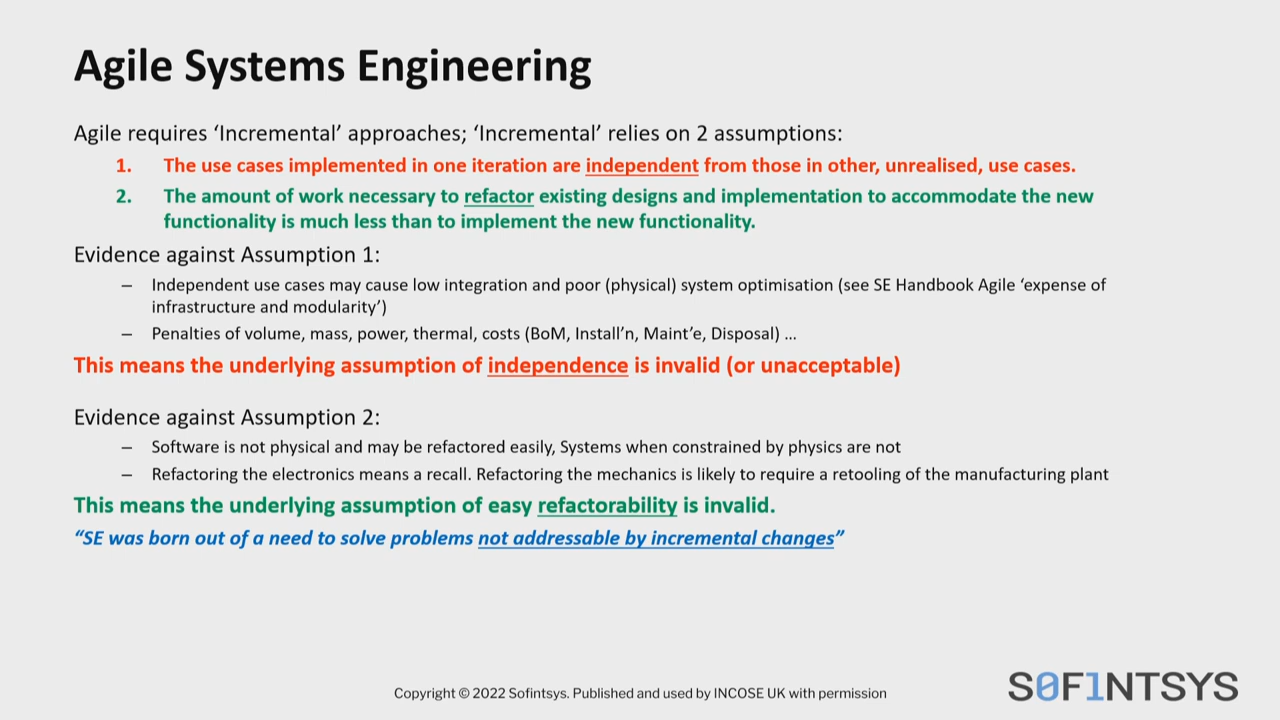 Agile Systems Engineering
Agile requires ‘Incremental’ approaches; ‘Incremental’ relies on 2 assumptions:
1. The use cases implemented in one iteration are independent from those in other, unrealised, use cases.
2. The amount of work necessary to refactor existing designs and implementation to accommodate the new
functionality is much less than to implement the new functionality.
Evidence against Assumption 1:
– Independent use cases may cause low integration and poor (physical) system optimisation (see SE Handbook Agile ‘expense of
infrastructure and modularity’)
– Penalties of volume, mass, power, thermal, costs (BoM, Install’n, Maint’e, Disposal) ...
This means the underlying assumption of independence is invalid (or unacceptable)
Evidence against Assumption 2:
– Software is not physical and may be refactored easily, Systems when constrained by physics are not
– Refactoring the electronics means a recall. Refactoring the mechanics is likely to require a retooling of the manufacturing plant
This means the underlying assumption of easy refactorability is invalid.
“SE was born out of a need to solve problems not addressable by incremental changes”
Copyright © 2022 Sofintsys. Published and used by INCOSE UK with permission
S0F1NTSYS